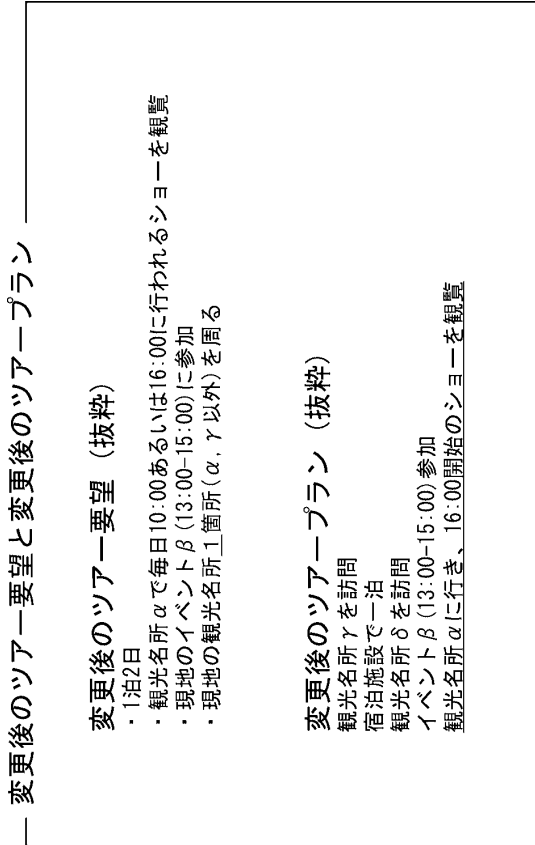 変更後のツアー要望と変更後のツアープラン
変更後のツアー要望 (抜粋)
・1泊2日
・観光名所αで毎日10:00あるいは16:00に行われるショーを観覧
・現地のイベントβ(13:00-15:00)に参加
・現地の観光名所1箇所(α, γ以外)を周る
変更後のツアープラン (抜粋)
観光名所γを訪問
宿泊施設で一泊
観光名所δを訪問
イベントβ(13:00-15:00)参加
観光名所αに行き、16:00開始のショーを観覧